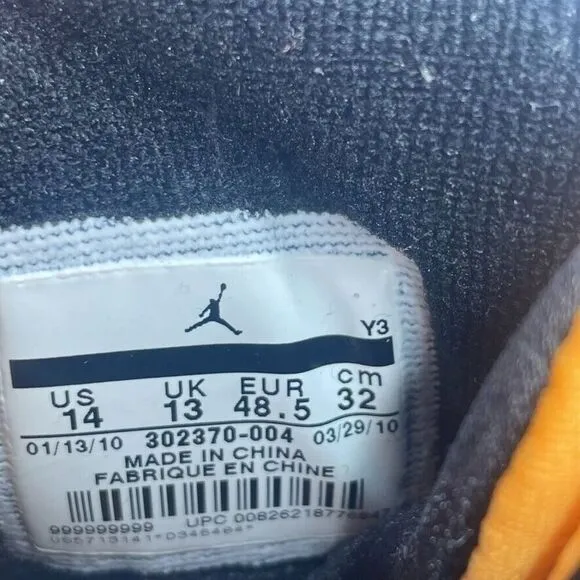 Y3
US UK EUR cm
14 13 48.5 32
01/13/10 302370-004 03/29/10
MADE IN CHINA
FABRIQUE EN CHINE
999999999 UPC